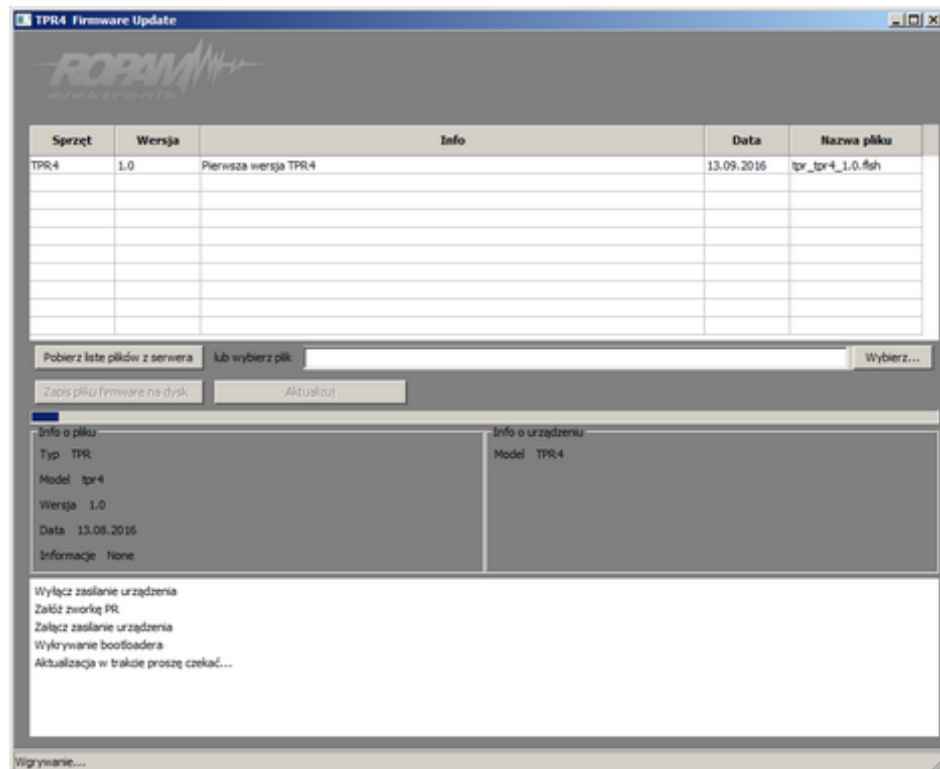 TPR4 Firmware Update
ROPAM
elektronik
Sprzęt Wersja Info Data Nazwa pliku
TPR4 1.0 Pierwsza wersja TPR4 13.09.2016 tpr_tpr4_1.0.flsh
Pobierz liste plików z serwera lub wybierz plik Wybierz...
Zapis pliku firmware na dysk Aktualizuj
Info o pliku Info o urządzeniu
Typ TPR Model TPR4
Model tpr4
Wersja 1.0
Data 13.08.2016
Informacje None
Wyłącz zasilanie urządzenia
Załóż zworkę PR
Załącz zasilanie urządzenia
Wykrywanie bootloadera
Aktualizacja w trakcie proszę czekać...
Wgrywanie...